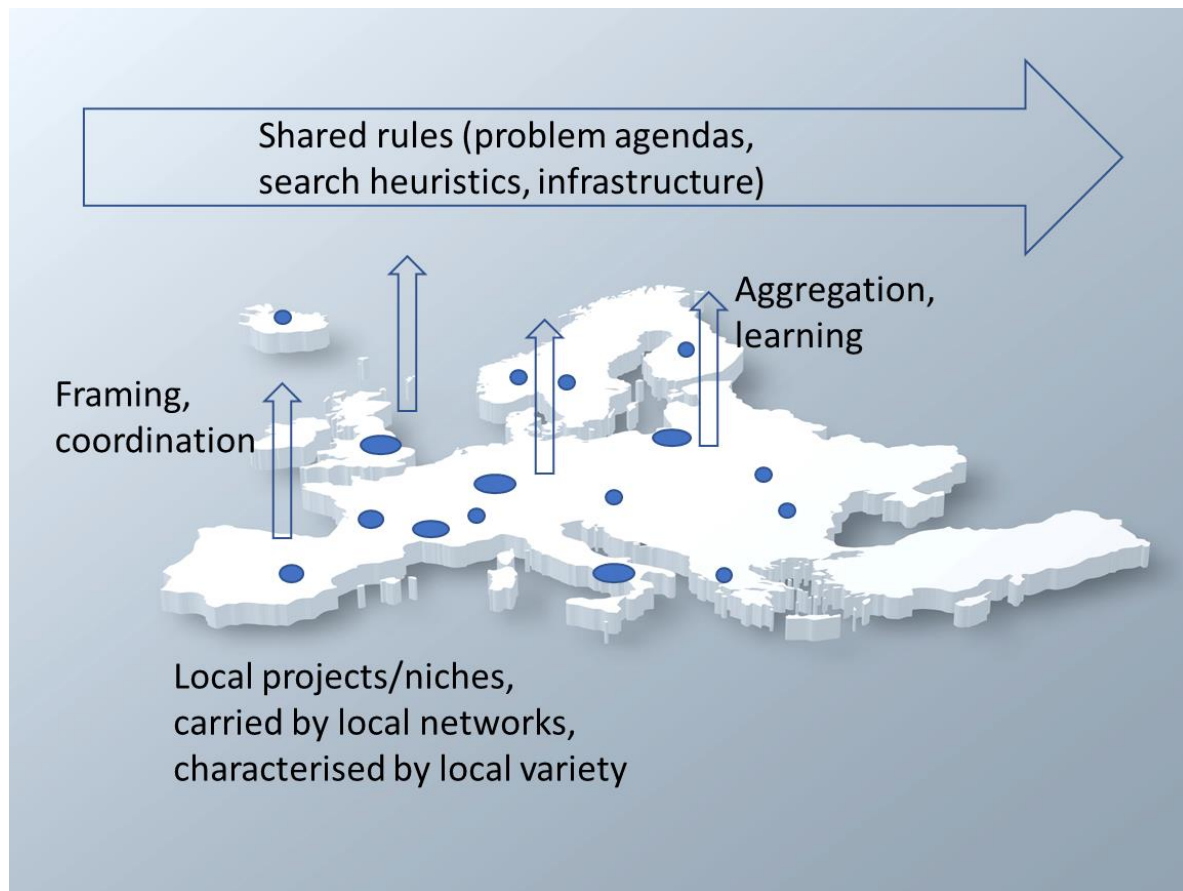 Shared rules (problem agendas,
search heuristics, infrastructure)
Aggregation,
learning
Framing,
coordination
Local projects/niches,
carried by local networks,
characterised by local variety